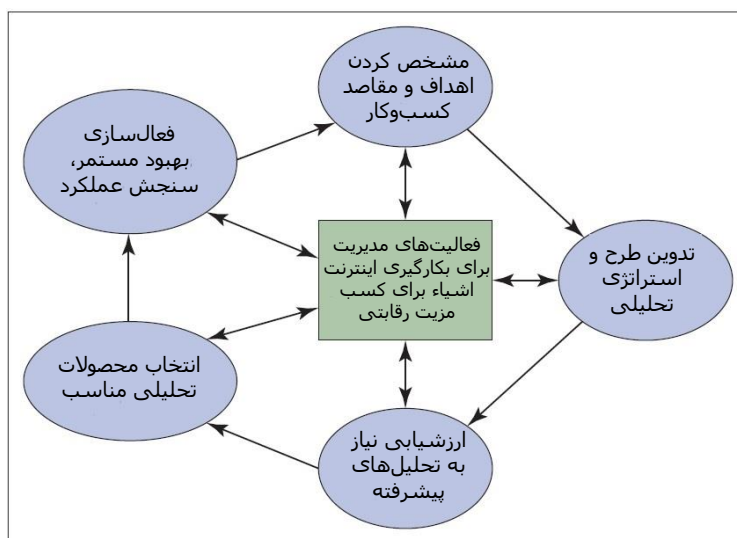 مشخص کردن
اهداف و مقاصد
کسب‌وکار
فعال‌سازی
بهبود مستمر،
سنجش عملکرد
فعالیت‌های مدیریت
برای بکارگیری اینترنت
اشیاء برای کسب
مزیت رقابتی
تدوین طرح و
استراتژی
تحلیلی
انتخاب محصولات
تحلیلی مناسب
ارزشیابی نیاز
به تحلیل‌های
پیشرفته